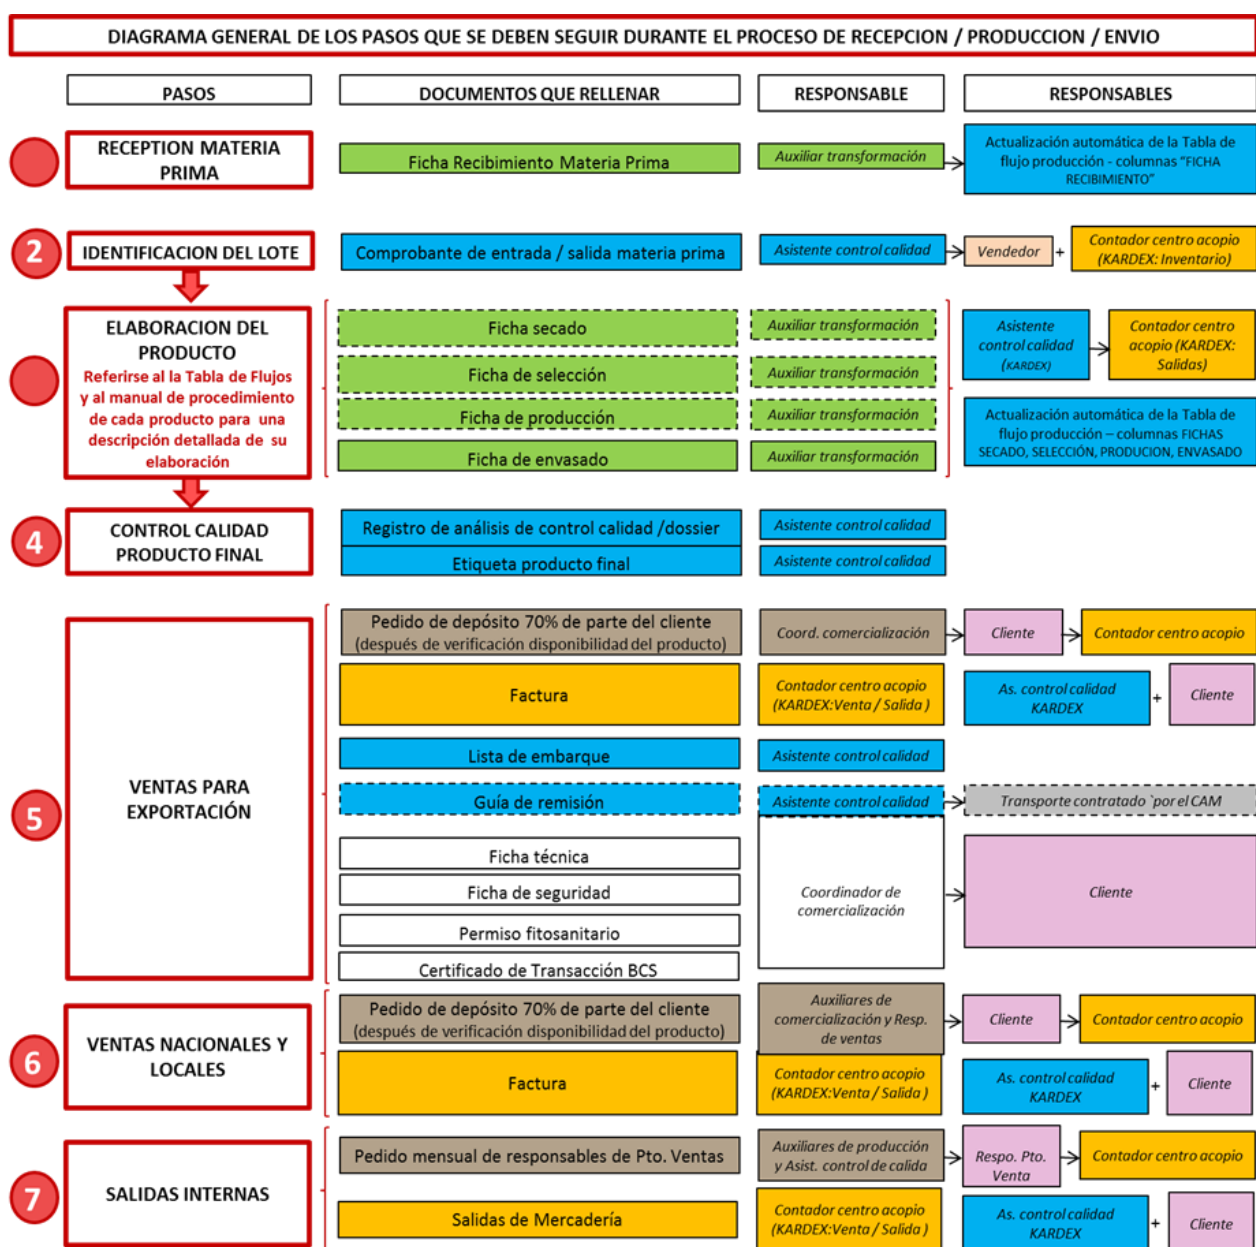 DIAGRAMA GENERAL DE LOS PASOS QUE SE DEBEN SEGUIR DURANTE EL PROCESO DE RECEPCION / PRODUCCION / ENVIO
PASOS
DOCUMENTOS QUE RELLENAR
RESPONSABLE
RESPONSABLES
RECEPTION MATERIA
PRIMA
Ficha Recibimiento Materia Prima
Auxiliar transformación
Actualización automática de la Tabla de
flujo producción - columnas "FICHA
RECIBIMIENTO"
2
IDENTIFICACION DEL LOTE
Comprobante de entrada / salida materia prima
Asistente control calidad
Vendedor
+
Contador centro acopio
(KARDEX: Inventario)
ELABORACION DEL
PRODUCTO
Referirse al la Tabla de Flujos
y al manual de procedimiento
de cada producto para una
descripción detallada de su
elaboración
Ficha secado
Auxiliar transformación
Ficha de selección
Auxiliar transformación
Ficha de producción
Auxiliar transformación
Ficha de envasado
Auxiliar transformación
Asistente
control calidad
(KARDEX)
Contador centro
acopio (KARDEX:
Salidas)
Actualización automática de la Tabla de
flujo producción – columnas FICHAS
SECADO, SELECCIÓN, PRODUCION, ENVASADO
4
CONTROL CALIDAD
PRODUCTO FINAL
Registro de análisis de control calidad /dossier
Asistente control calidad
Etiqueta producto final
Asistente control calidad
5
VENTAS PARA
EXPORTACIÓN
Pedido de depósito 70% de parte del cliente
(después de verificación disponibilidad del producto)
Coord. comercialización
Cliente
Contador centro acopio
Factura
Contador centro acopio
(KARDEX:Venta / Salida )
As. control calidad
KARDEX
+
Cliente
Lista de embarque
Asistente control calidad
Guía de remisión
Asistente control calidad
Transporte contratado `por el CAM
Ficha técnica
Ficha de seguridad
Permiso fitosanitario
Certificado de Transacción BCS
Coordinador de
comercialización
Cliente
6
VENTAS NACIONALES Y
LOCALES
Pedido de depósito 70% de parte del cliente
(después de verificación disponibilidad del producto)
Auxiliares de
comercialización y Resp.
de ventas
Cliente
Contador centro acopio
Factura
Contador centro acopio
(KARDEX:Venta / Salida )
As. control calidad
KARDEX
+
Cliente
7
SALIDAS INTERNAS
Pedido mensual de responsables de Pto. Ventas
Auxiliares de producción
y Asist. control de calida
Respo. Pto.
Venta
Contador centro acopio
Salidas de Mercadería
Contador centro acopio
(KARDEX:Venta / Salida )
As. control calidad
KARDEX
+
Cliente